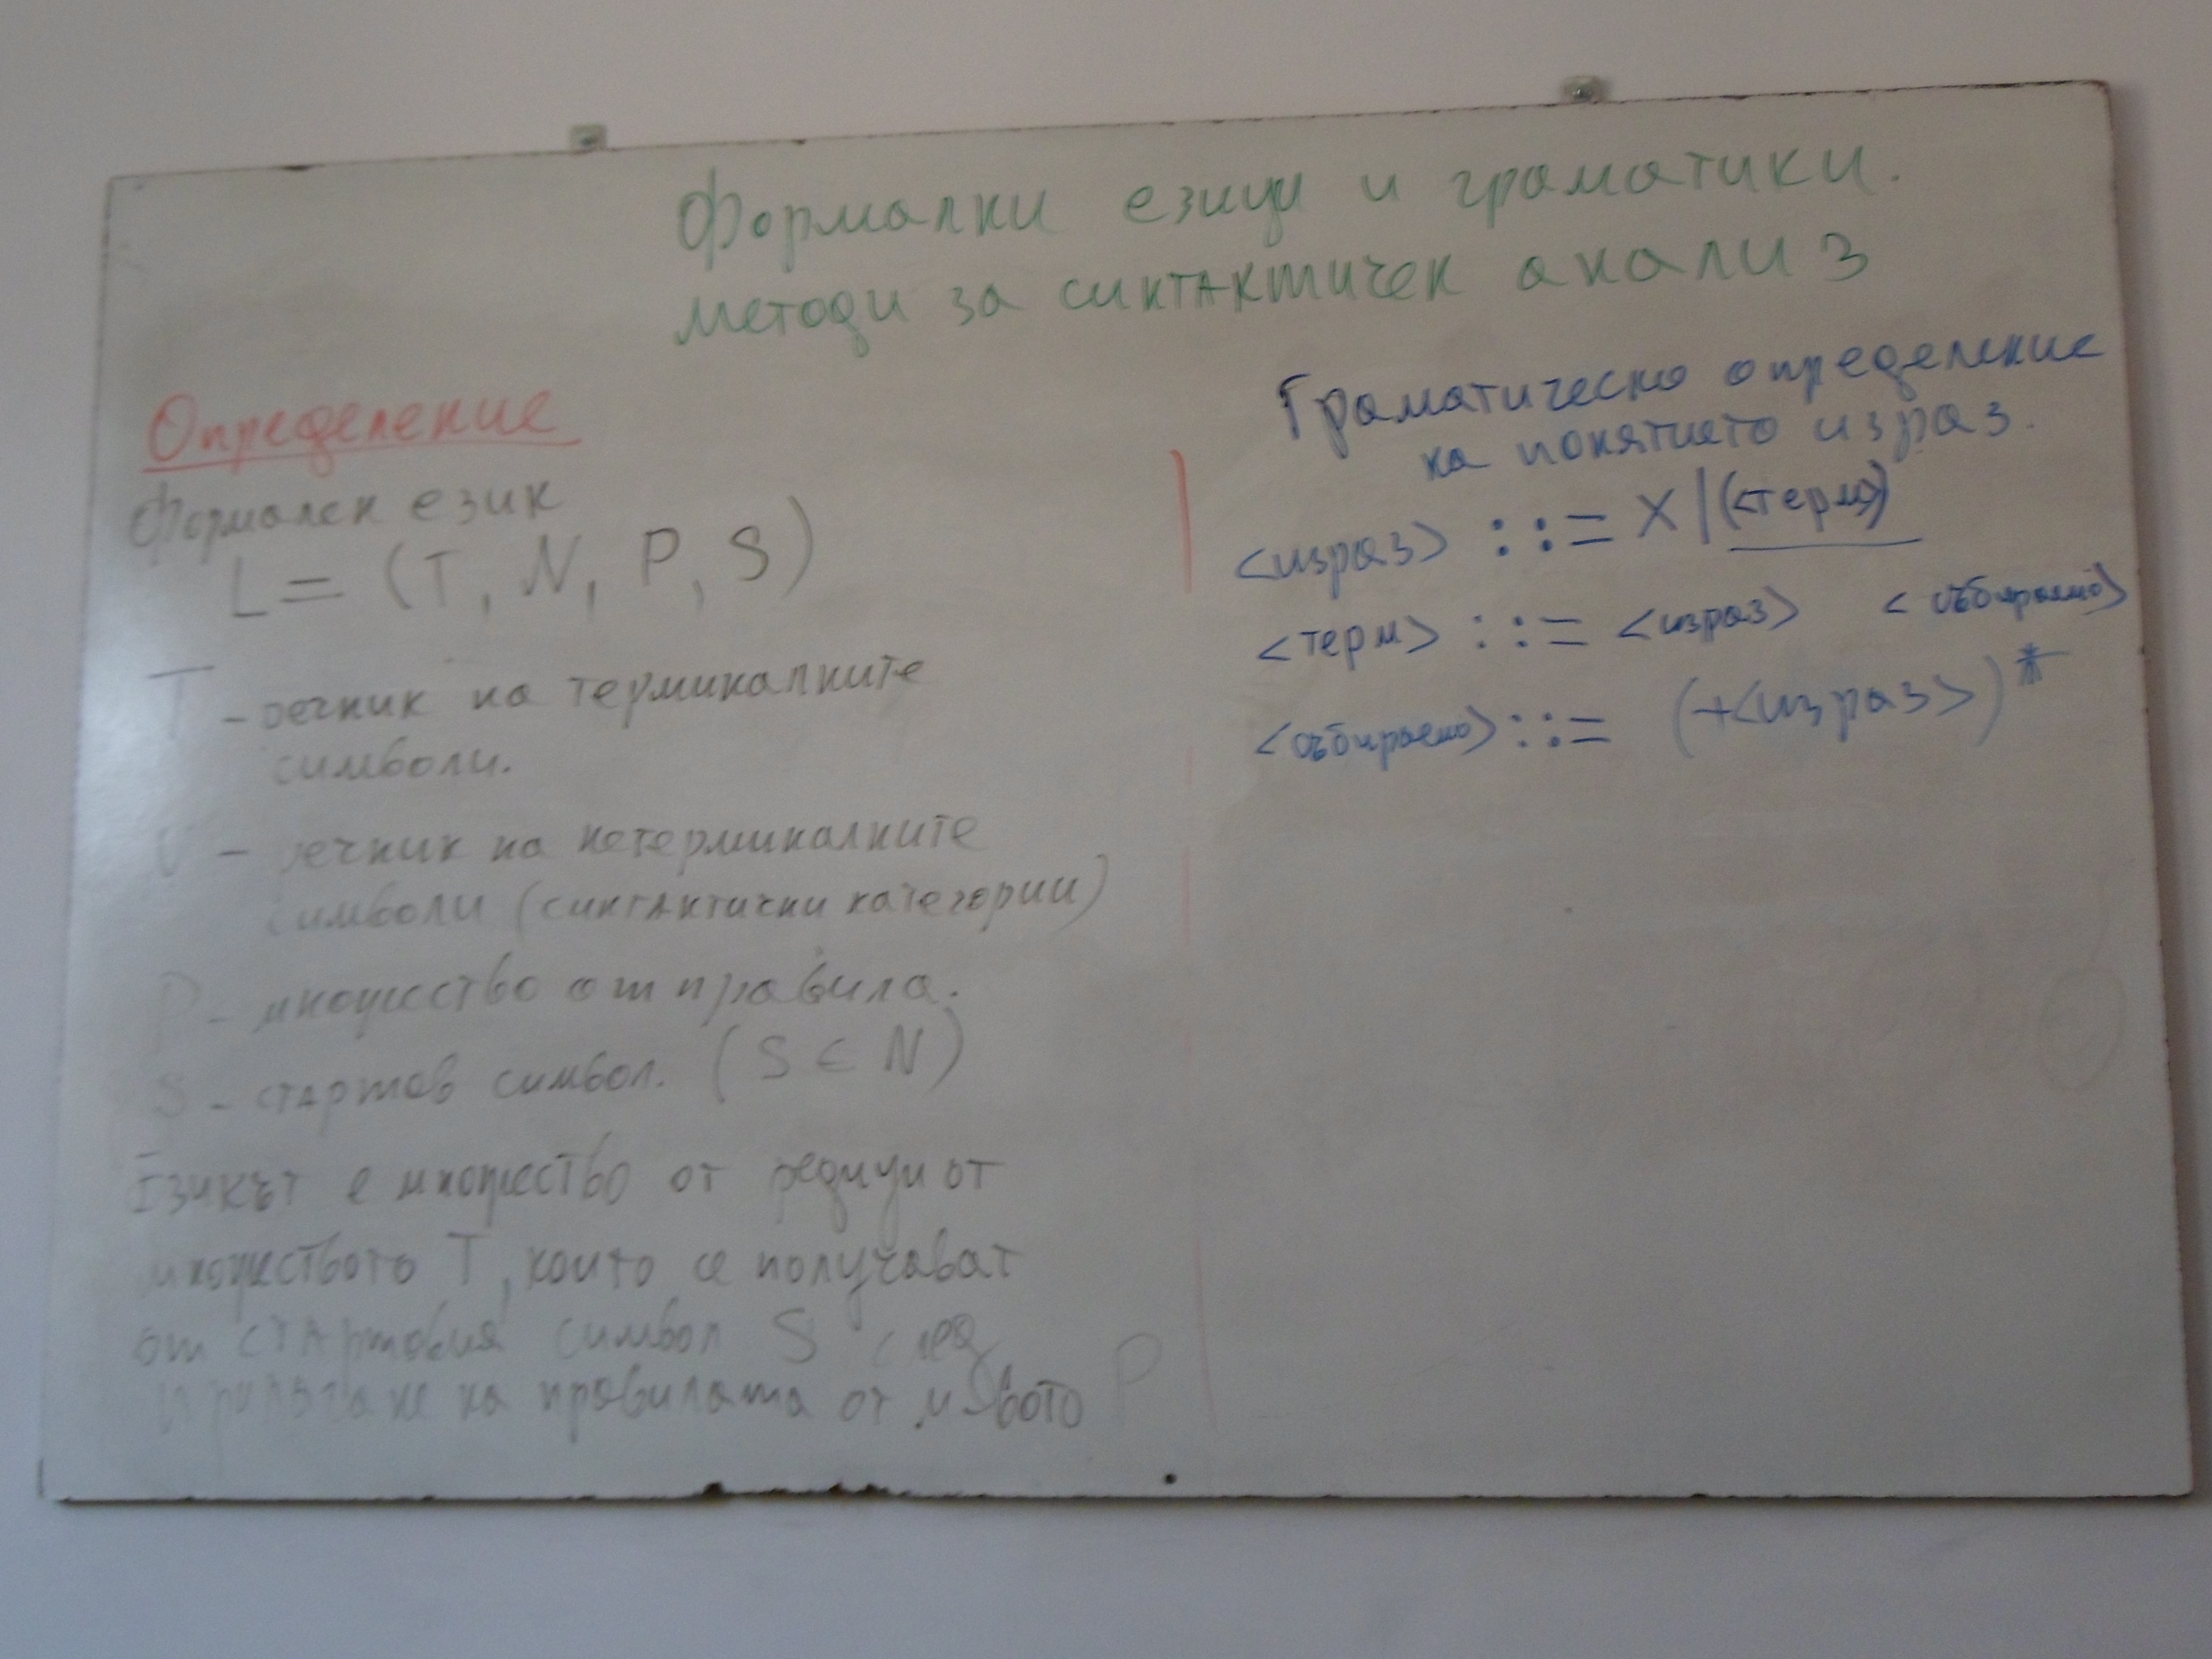 Формални езици и граматики.
методи за синтактичен анализ
Определение
Формален език
L = (T, N, P, S)
T - речник на терминалните
символи.
N - речник на нетерминалните
символи (синтактични категории)
P - множество от правила.
S - стартов символ. (S ∈ N)
Езикът е множество от редици от
множеството T, които се получават
от стартовия символ S след
прилагане на правилата от м-вото P
Граматическо определение
на понятието израз.
<израз> ::= X|(<терм>)
<терм> ::= <израз> <събираемо>
<събираемо> ::= (+<израз>)*